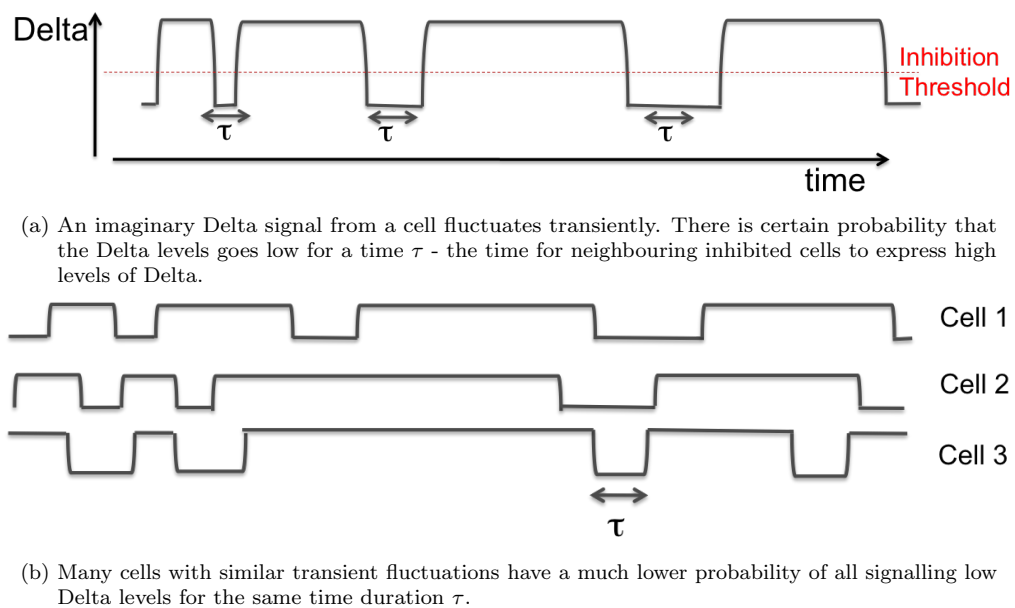 Delta
Inhibition
Threshold
τ τ τ
time
(a) An imaginary Delta signal from a cell fluctuates transiently. There is certain probability that
the Delta levels goes low for a time τ - the time for neighbouring inhibited cells to express high
levels of Delta.
Cell 1
Cell 2
Cell 3
τ
(b) Many cells with similar transient fluctuations have a much lower probability of all signalling low
Delta levels for the same time duration τ.